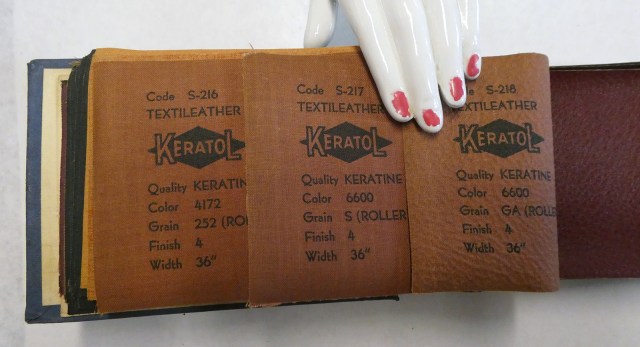 Code S-216
TEXTILEATHER
KERATOL
Quality KERATIN
Color 4172
Grain 252 (RO
Finish 4
Width 36"
Code S-217
TEXTILEATHER
KERATOL
Quality KERATINE
Color 6600
Grain S (ROLLER
Finish 4
Width 36"
Code S-218
TEXTILEATHER
KERATOL
Quality KERATINE
Color 6600
Grain GA (ROLLE
Finish 4
Width 36"